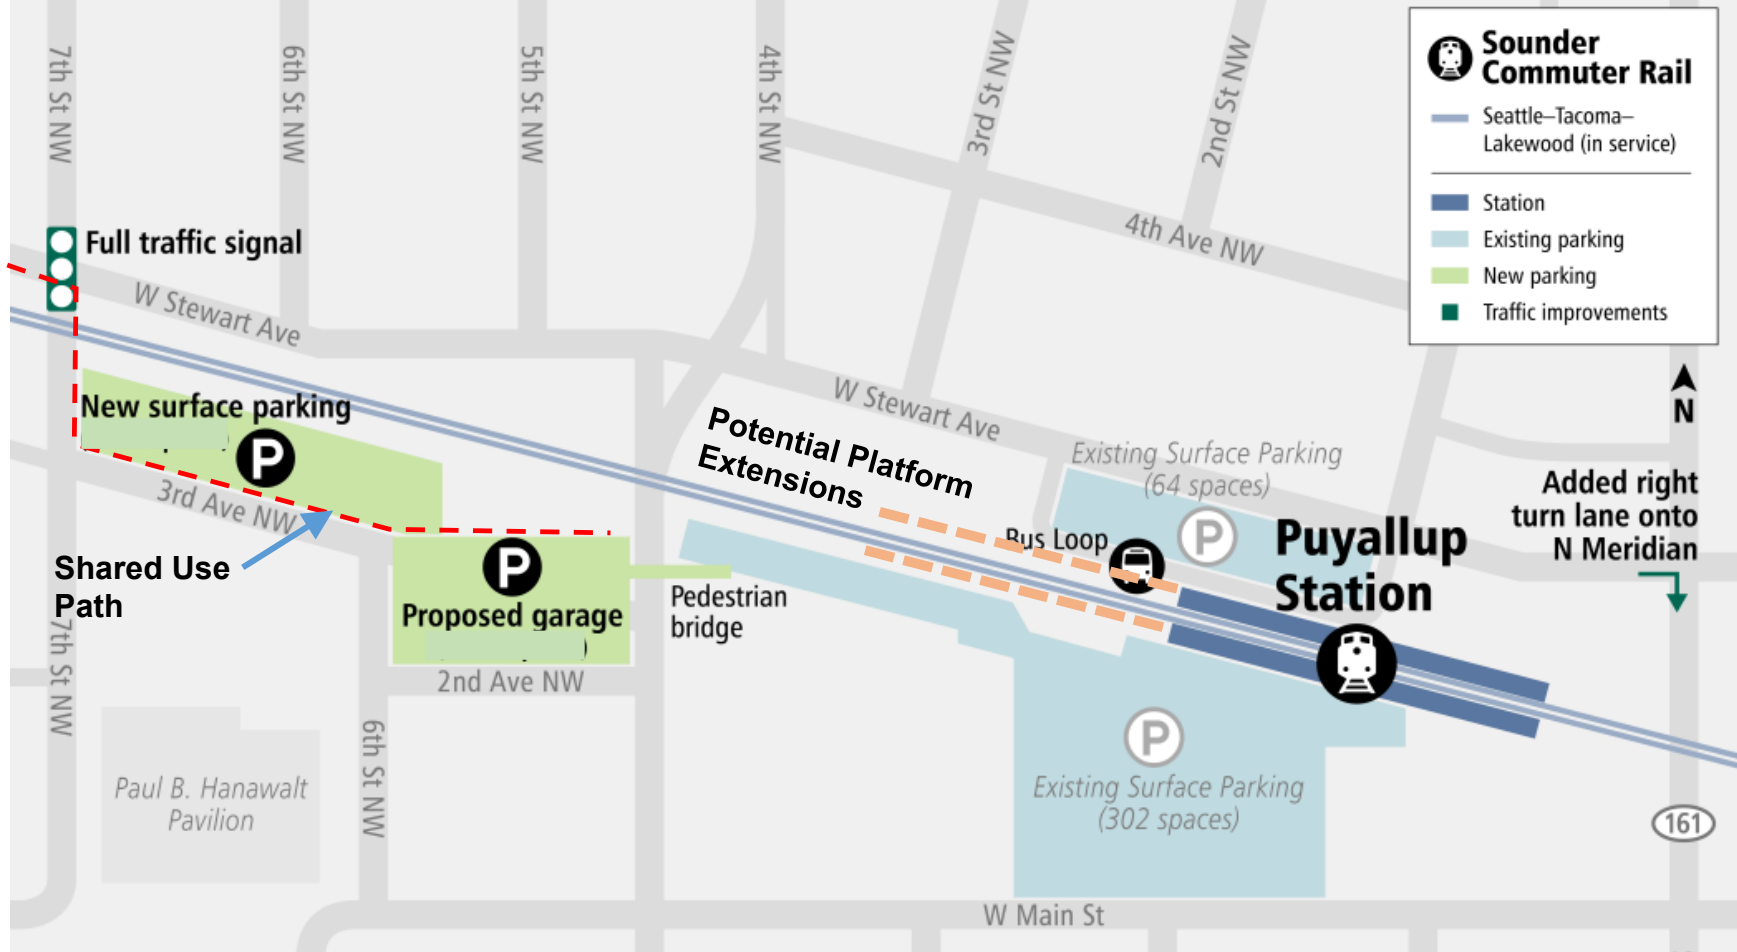 7th St NW
6th St NW
5th St NW
4th St NW
3rd St NW
2nd St NW
Sounder
Commuter Rail
Seattle–Tacoma–
Lakewood (in service)
Station
Existing parking
New parking
Traffic improvements
4th Ave NW
Full traffic signal
W Stewart Ave
N
New surface parking
P
3rd Ave NW
W Stewart Ave
Potential Platform
Extensions
Existing Surface Parking
(64 spaces)
P
Bus Loop
Puyallup
Station
Added right
turn lane onto
N Meridian
Shared Use
Path
P
Proposed garage
Pedestrian
bridge
7th St NW
2nd Ave NW
6th St NW
Paul B. Hanawalt
Pavilion
P
Existing Surface Parking
(302 spaces)
161
W Main St